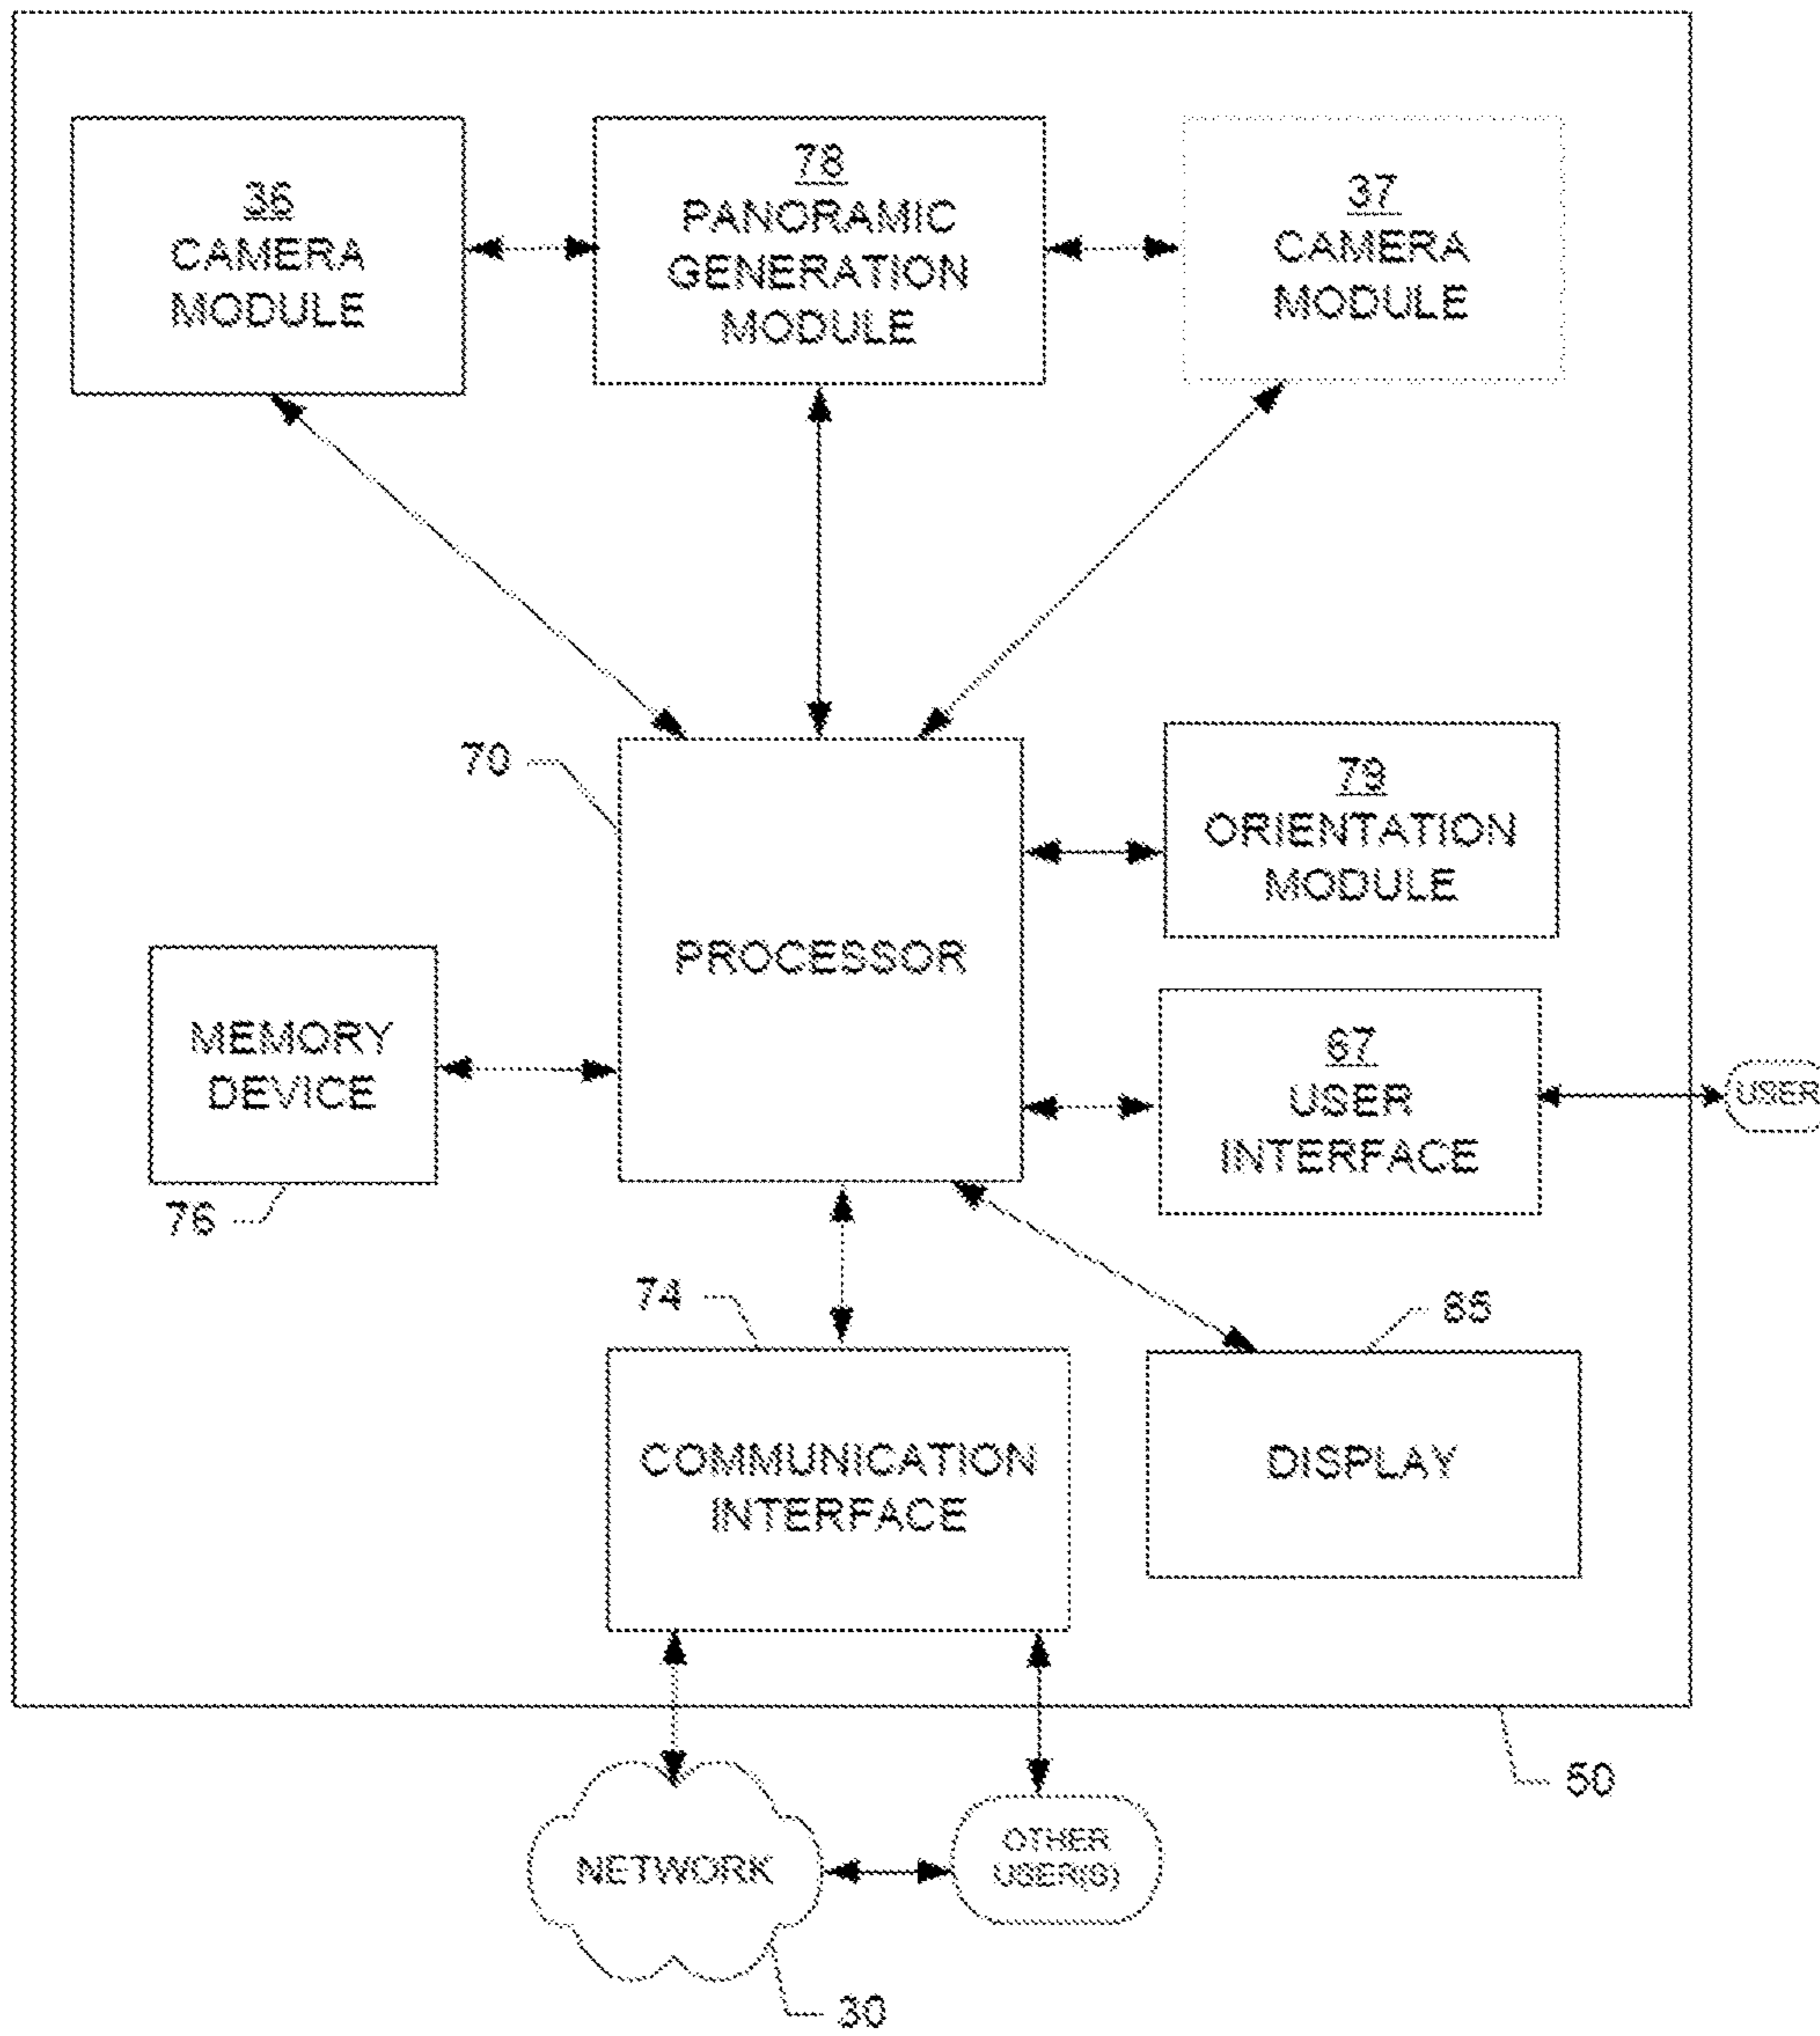 36
CAMERA
MODULE
78
PANORAMIC
GENERATION
MODULE
37
CAMERA
MODULE
70
PROCESSOR
79
ORIENTATION
MODULE
MEMORY
DEVICE
76
67
USER
INTERFACE
USER
74
COMMUNICATION
INTERFACE
DISPLAY
50
NETWORK
OTHER
USER(S)
30